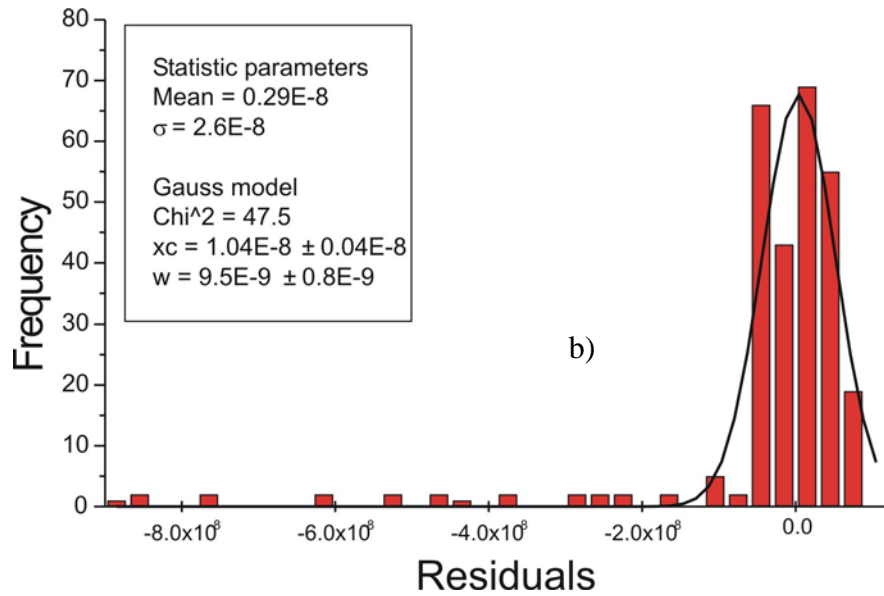 80
70
60
50
40
30
20
10
0
Frequency
Statistic parameters
Mean = 0.29E-8
σ = 2.6E-8
Gauss model
Chi^2 = 47.5
xc = 1.04E-8 ± 0.04E-8
w = 9.5E-9 ± 0.8E-9
b)
-8.0x10⁸ -6.0x10⁸ -4.0x10⁸ -2.0x10⁸ 0.0
Residuals